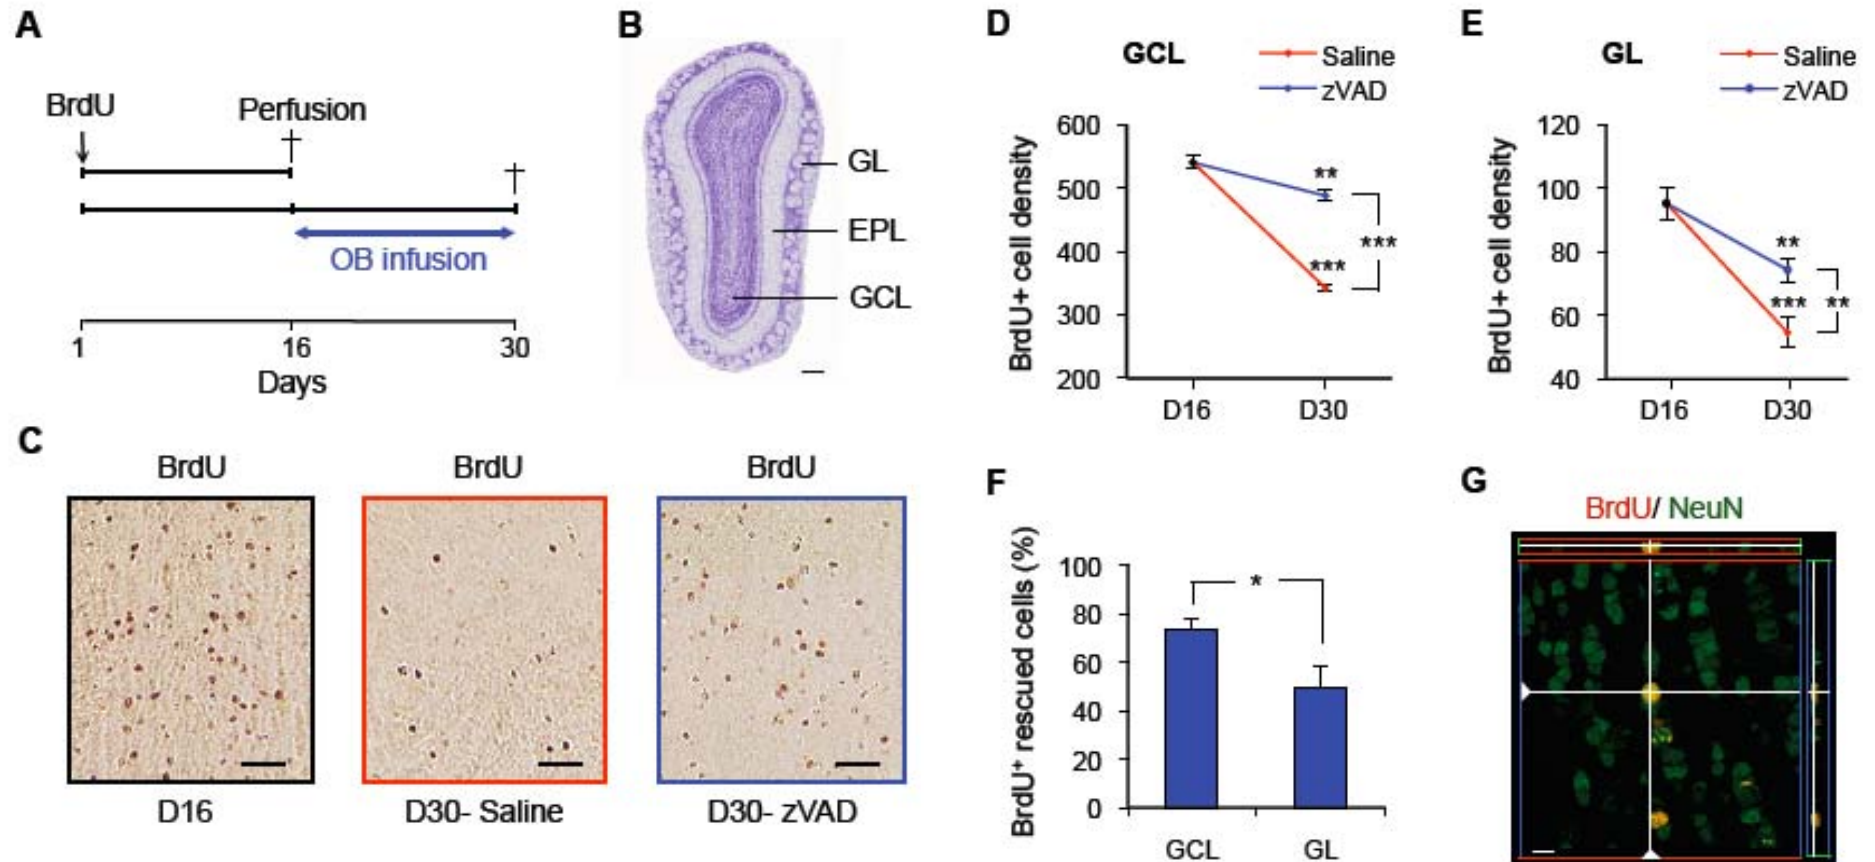 A
BrdU
Perfusion
OB infusion
1 16 30
Days
B
GL
EPL
GCL
C
BrdU BrdU BrdU
D16 D30- Saline D30- zVAD
D
GCL
Saline
zVAD
BrdU+ cell density
600
500
400
300
200
**
***
***
D16 D30
E
GL
Saline
zVAD
BrdU+ cell density
120
100
80
60
40
**
*** **
D16 D30
F
BrdU⁺ rescued cells (%)
100
80
60
40
20
0
*
GCL GL
G
BrdU/ NeuN